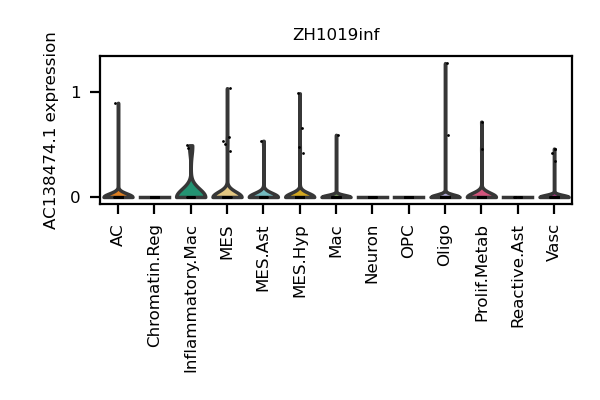 ZH1019inf
AC138474.1 expression
1
0
AC
Chromatin.Reg
Inflammatory.Mac
MES
MES.Ast
MES.Hyp
Mac
Neuron
OPC
Oligo
Prolif.Metab
Reactive.Ast
Vasc